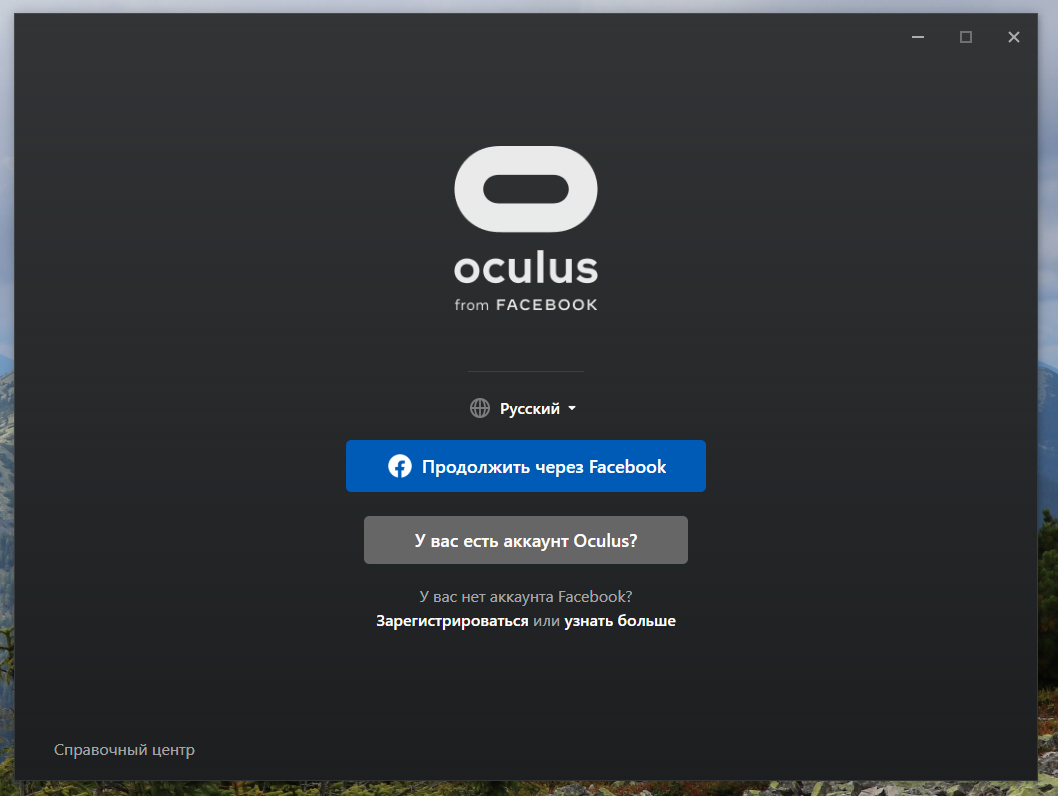 oculus
from FACEBOOK
Русский
Продолжить через Facebook
У вас есть аккаунт Oculus?
У вас нет аккаунта Facebook?
Зарегистрироваться или узнать больше
Справочный центр